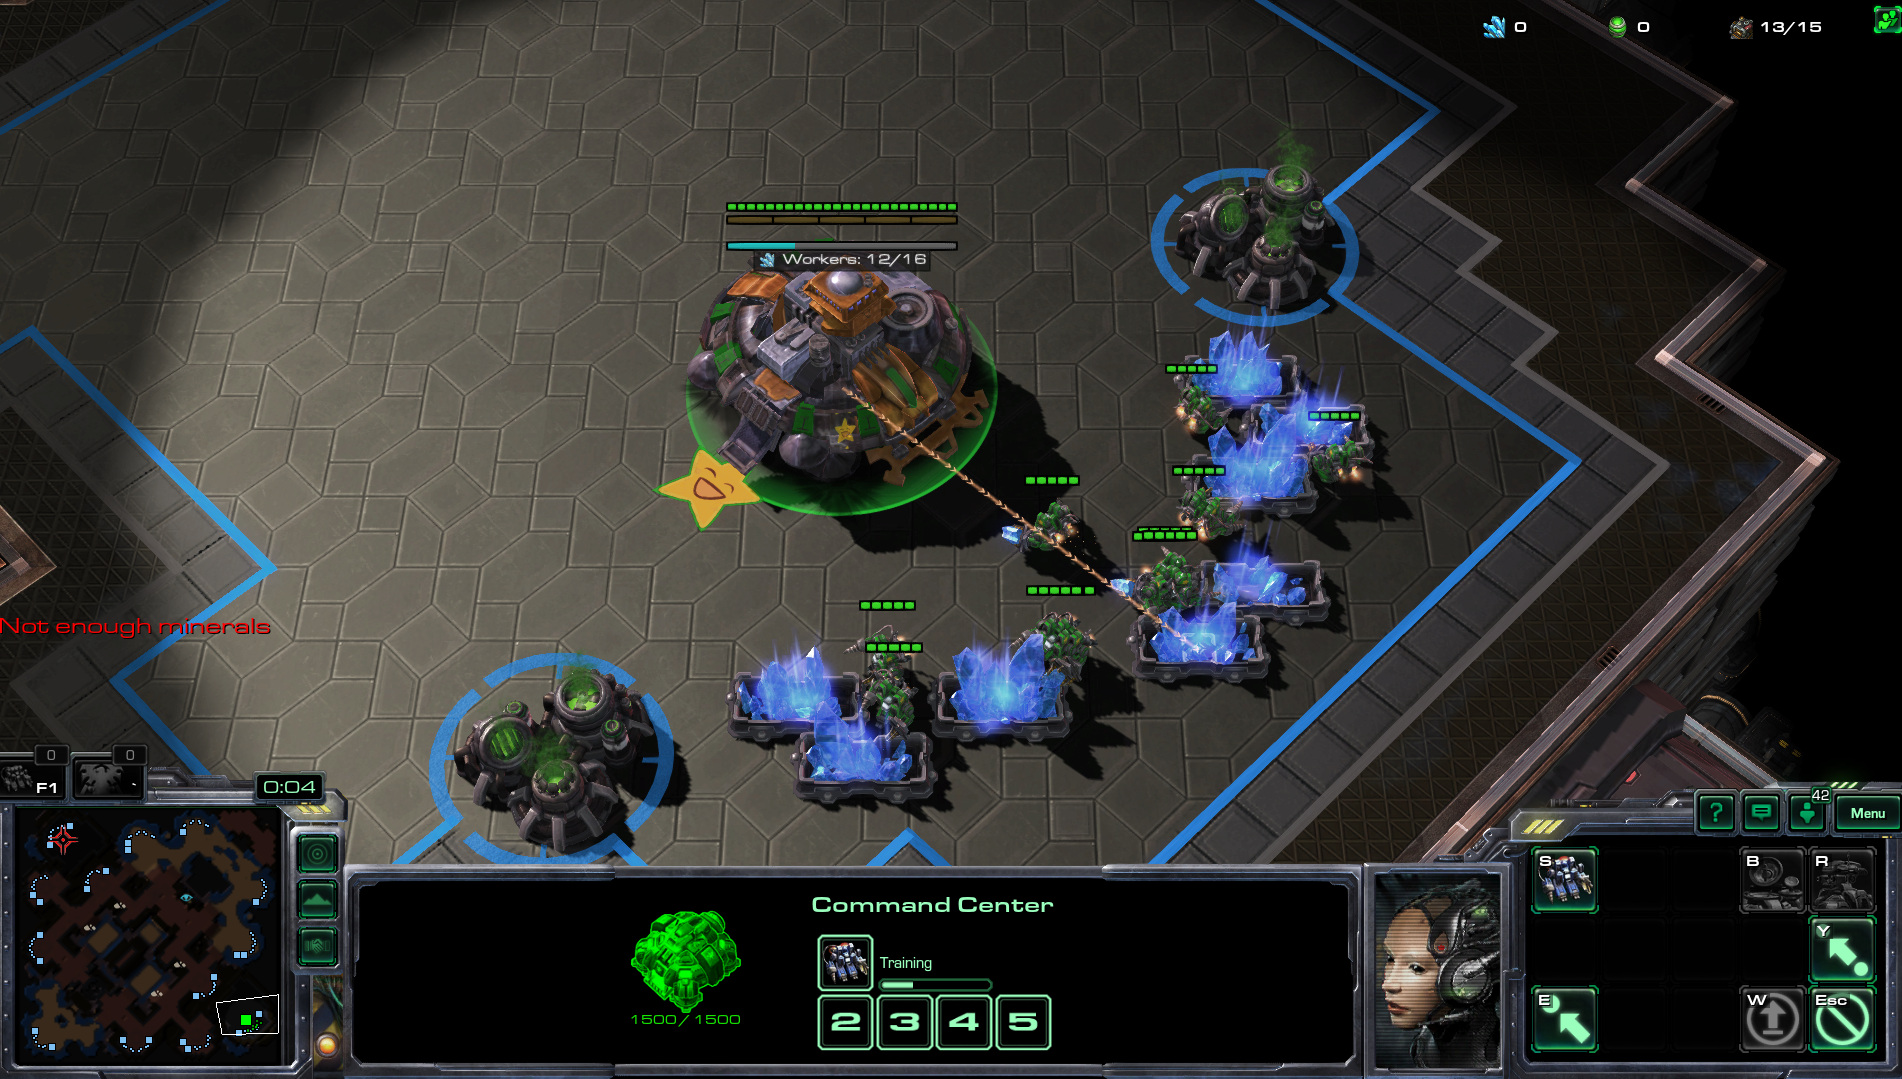 0
0
13/15
Workers: 12/16
Not enough minerals
0
0
F1
0:04
42
?
Menu
Command Center
Training
2
3
4
5
1500/1500
S
B
R
Y
E
W
Esc